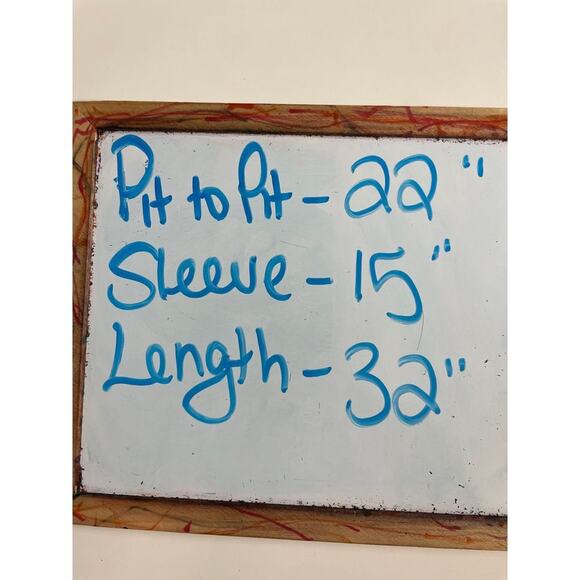 Pit to Pit - 22"
Sleeve - 15"
Length - 32"